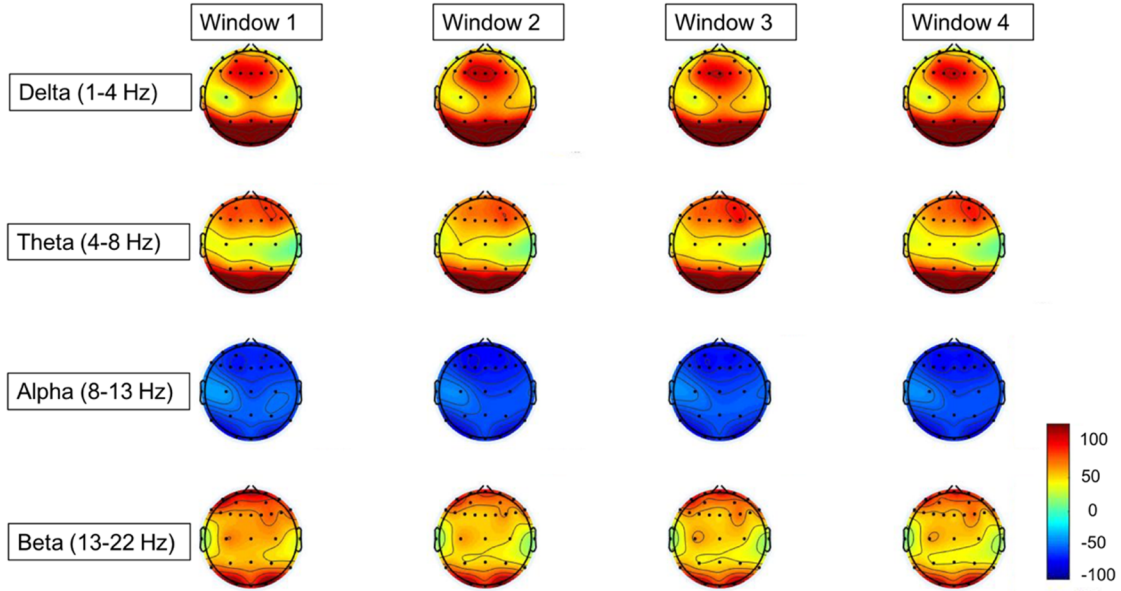 Window 1
Window 2
Window 3
Window 4
Delta (1-4 Hz)
Theta (4-8 Hz)
Alpha (8-13 Hz)
Beta (13-22 Hz)
100
50
0
-50
-100